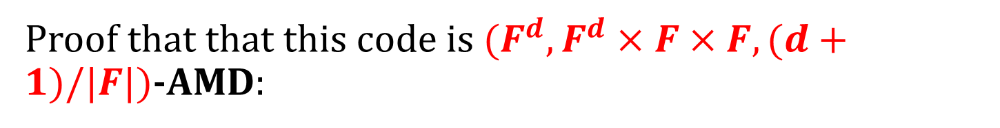 Proof that that this code is (F^d, F^d × F × F, (d +
1)/|F|)-AMD: